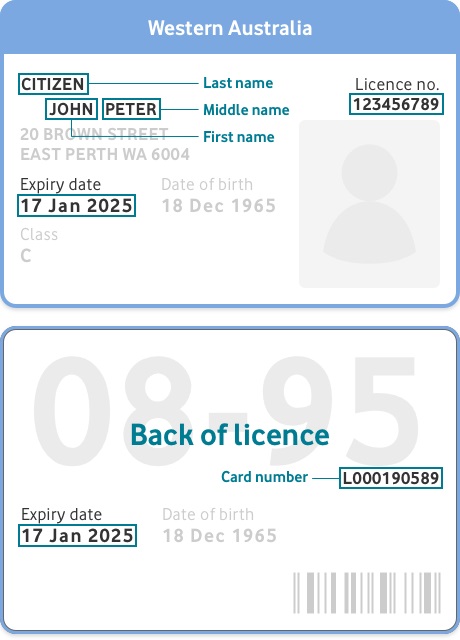 Western Australia
CITIZEN Last name
Licence no.
JOHN PETER Middle name
123456789
20 BROWN STREET First name
EAST PERTH WA 6004
Expiry date Date of birth
17 Jan 2025 18 Dec 1965
Class
C
08-95
Back of licence
Card number L000190589
Expiry date Date of birth
17 Jan 2025 18 Dec 1965